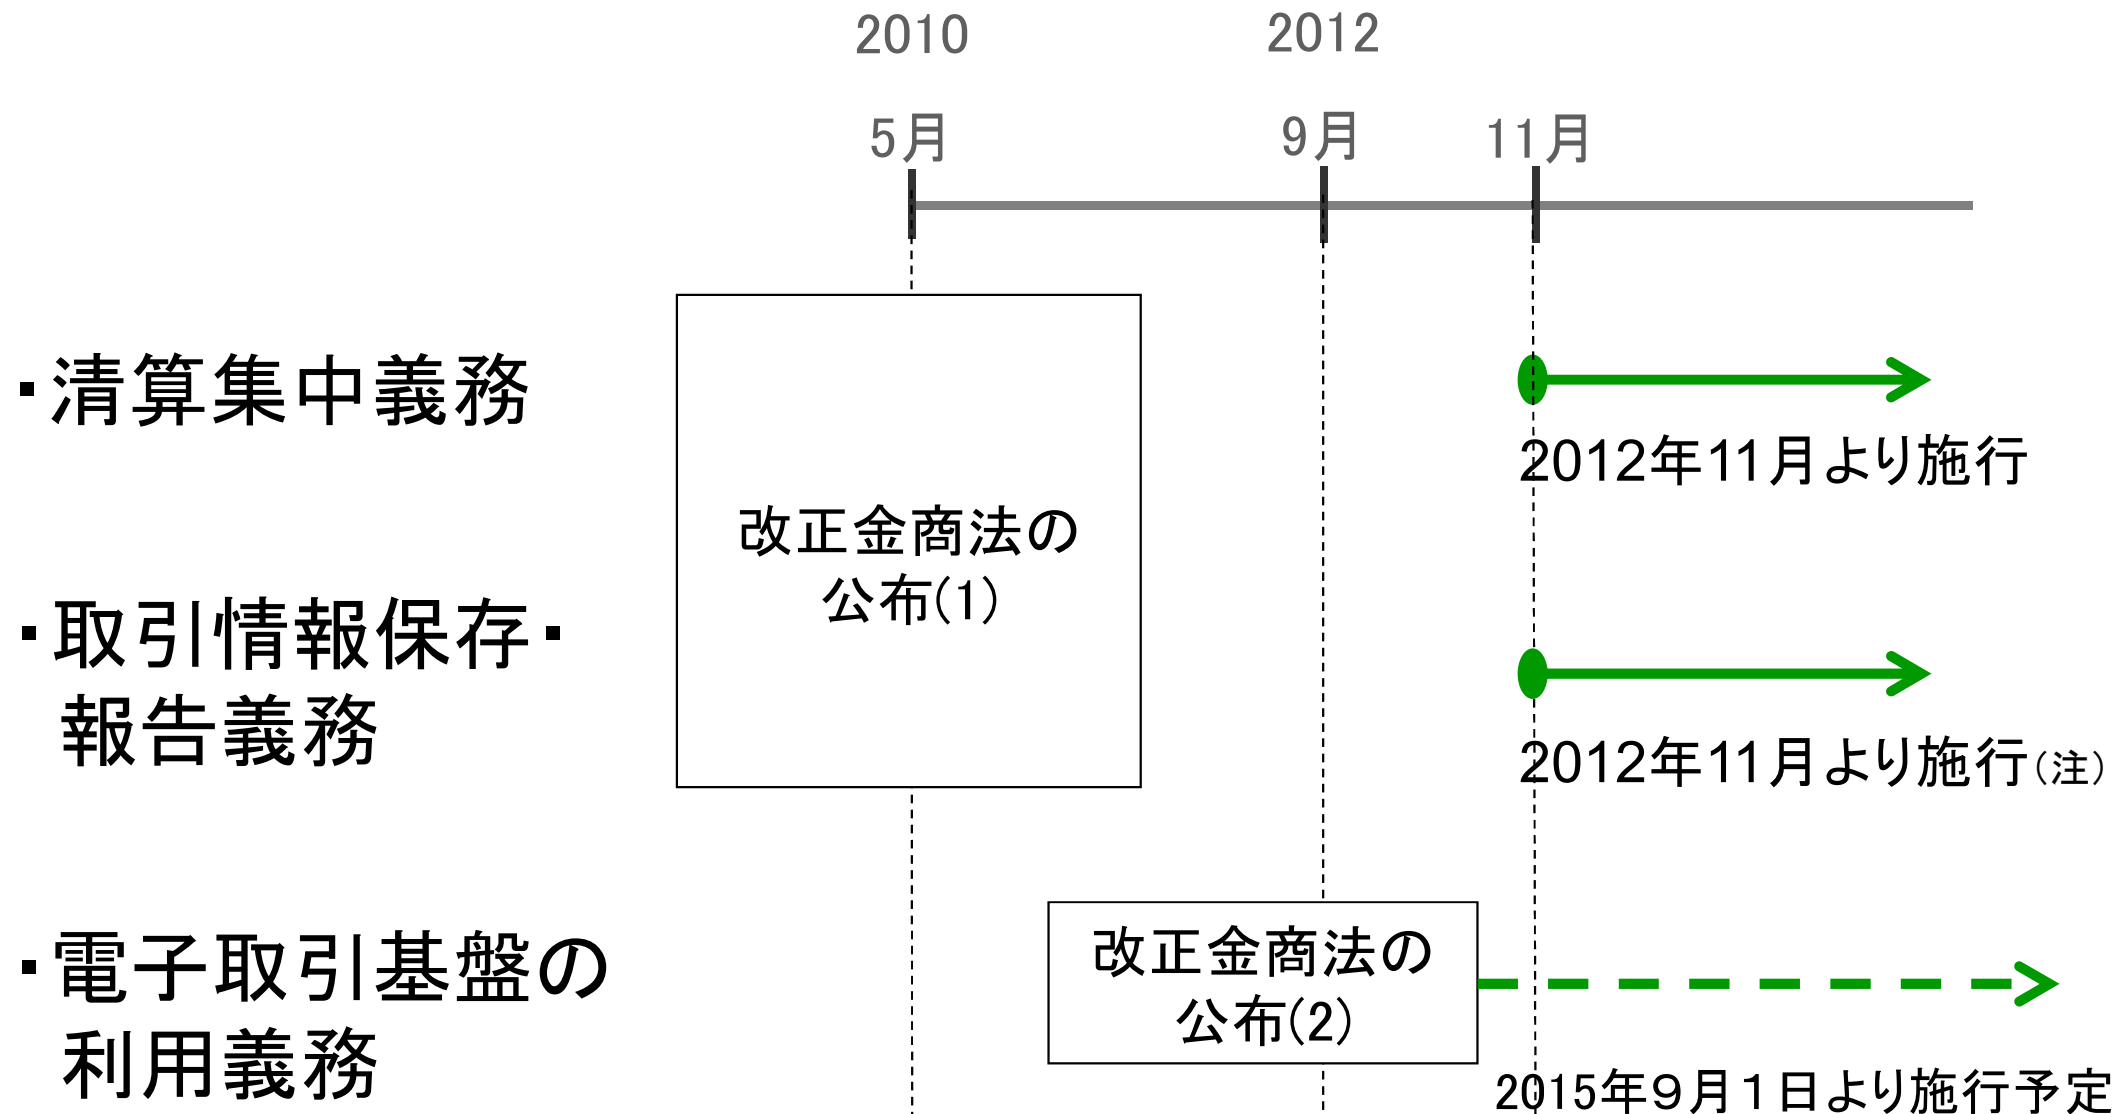 2010
2012
5月
9月
11月
・清算集中義務
2012年11月より施行
改正金商法の
公布(1)
・取引情報保存・
報告義務
2012年11月より施行(注)
・電子取引基盤の
利用義務
改正金商法の
公布(2)
2015年９月１日より施行予定